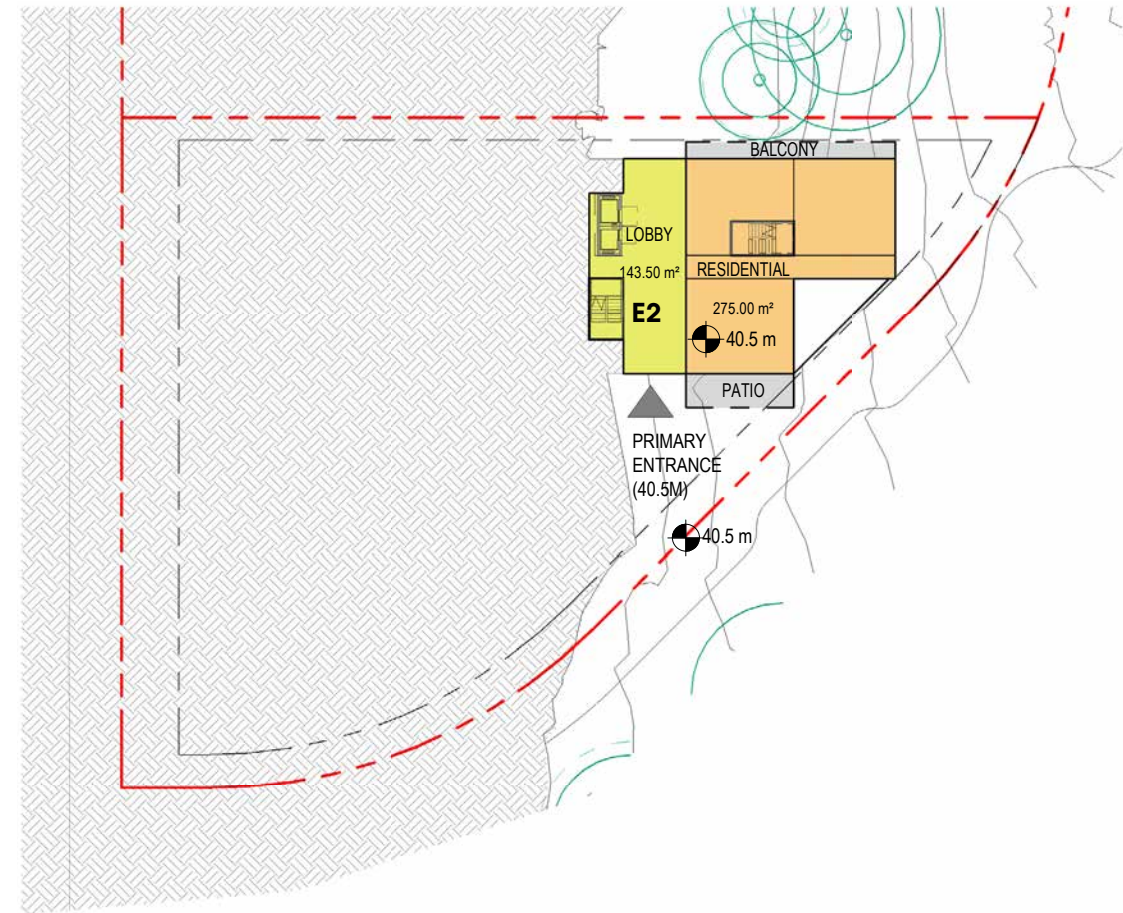 BALCONY
LOBBY
143.50 m²
RESIDENTIAL
E2
275.00 m²
40.5 m
PATIO
PRIMARY
ENTRANCE
(40.5M)
40.5 m